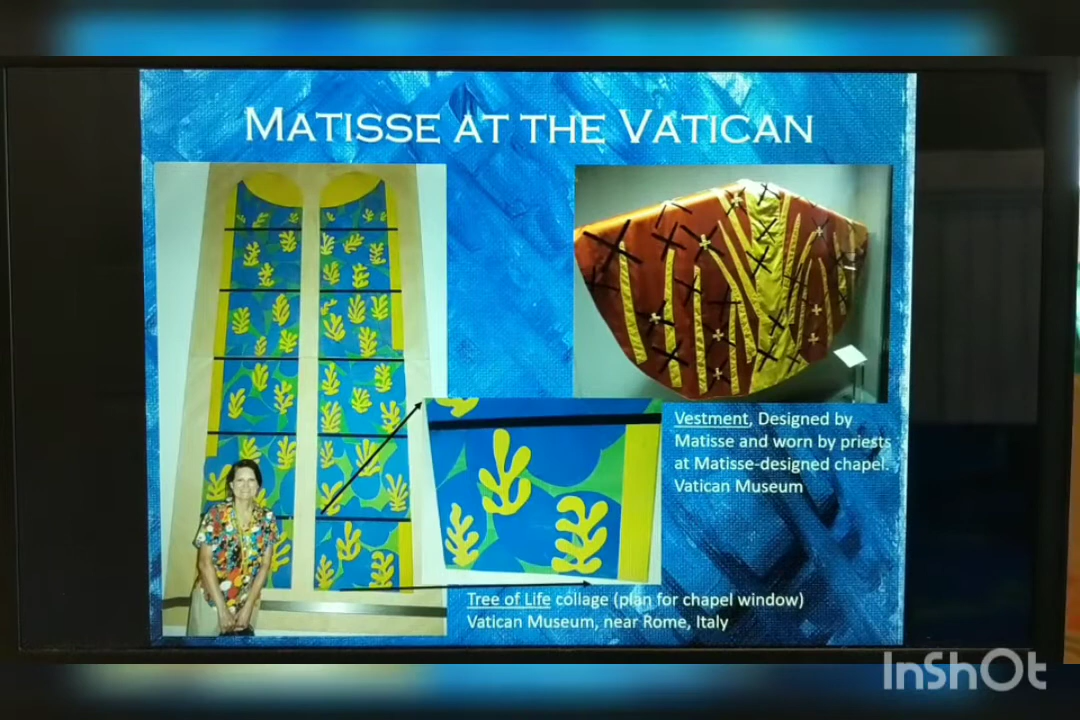 MATISSE AT THE VATICAN
Vestment, Designed by
Matisse and worn by priests
at Matisse-designed chapel.
Vatican Museum
Tree of Life collage (plan for chapel window)
Vatican Museum, near Rome, Italy
InShOt